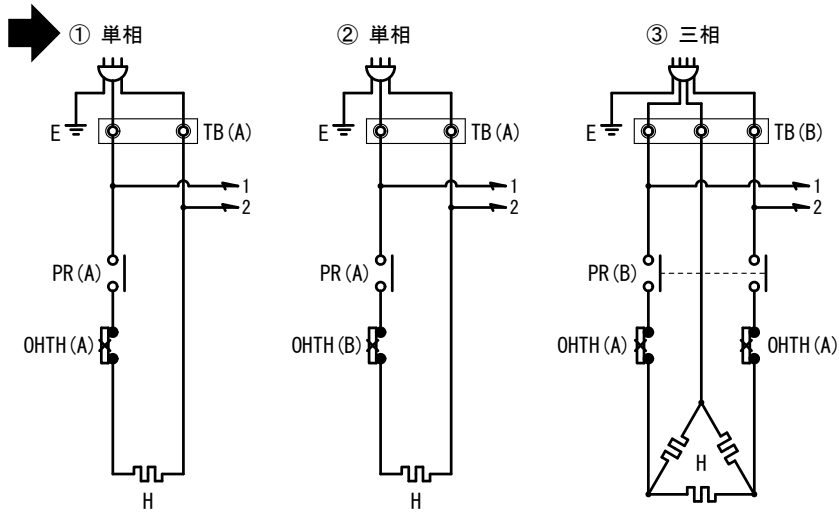 ① 単相
② 単相
③ 三相
E
TB(A)
E
TB(A)
E
TB(B)
1
2
1
2
1
2
PR(A)
PR(A)
PR(B)
OHTH(A)
OHTH(B)
OHTH(A)
OHTH(A)
H
H
H